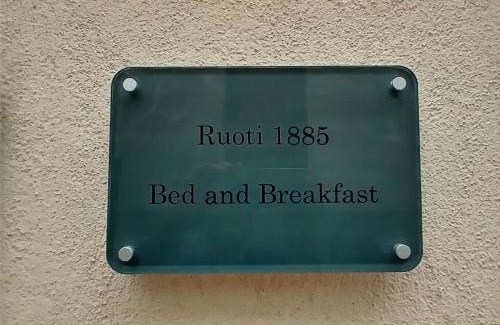 Ruoti 1885
Bed and Breakfast